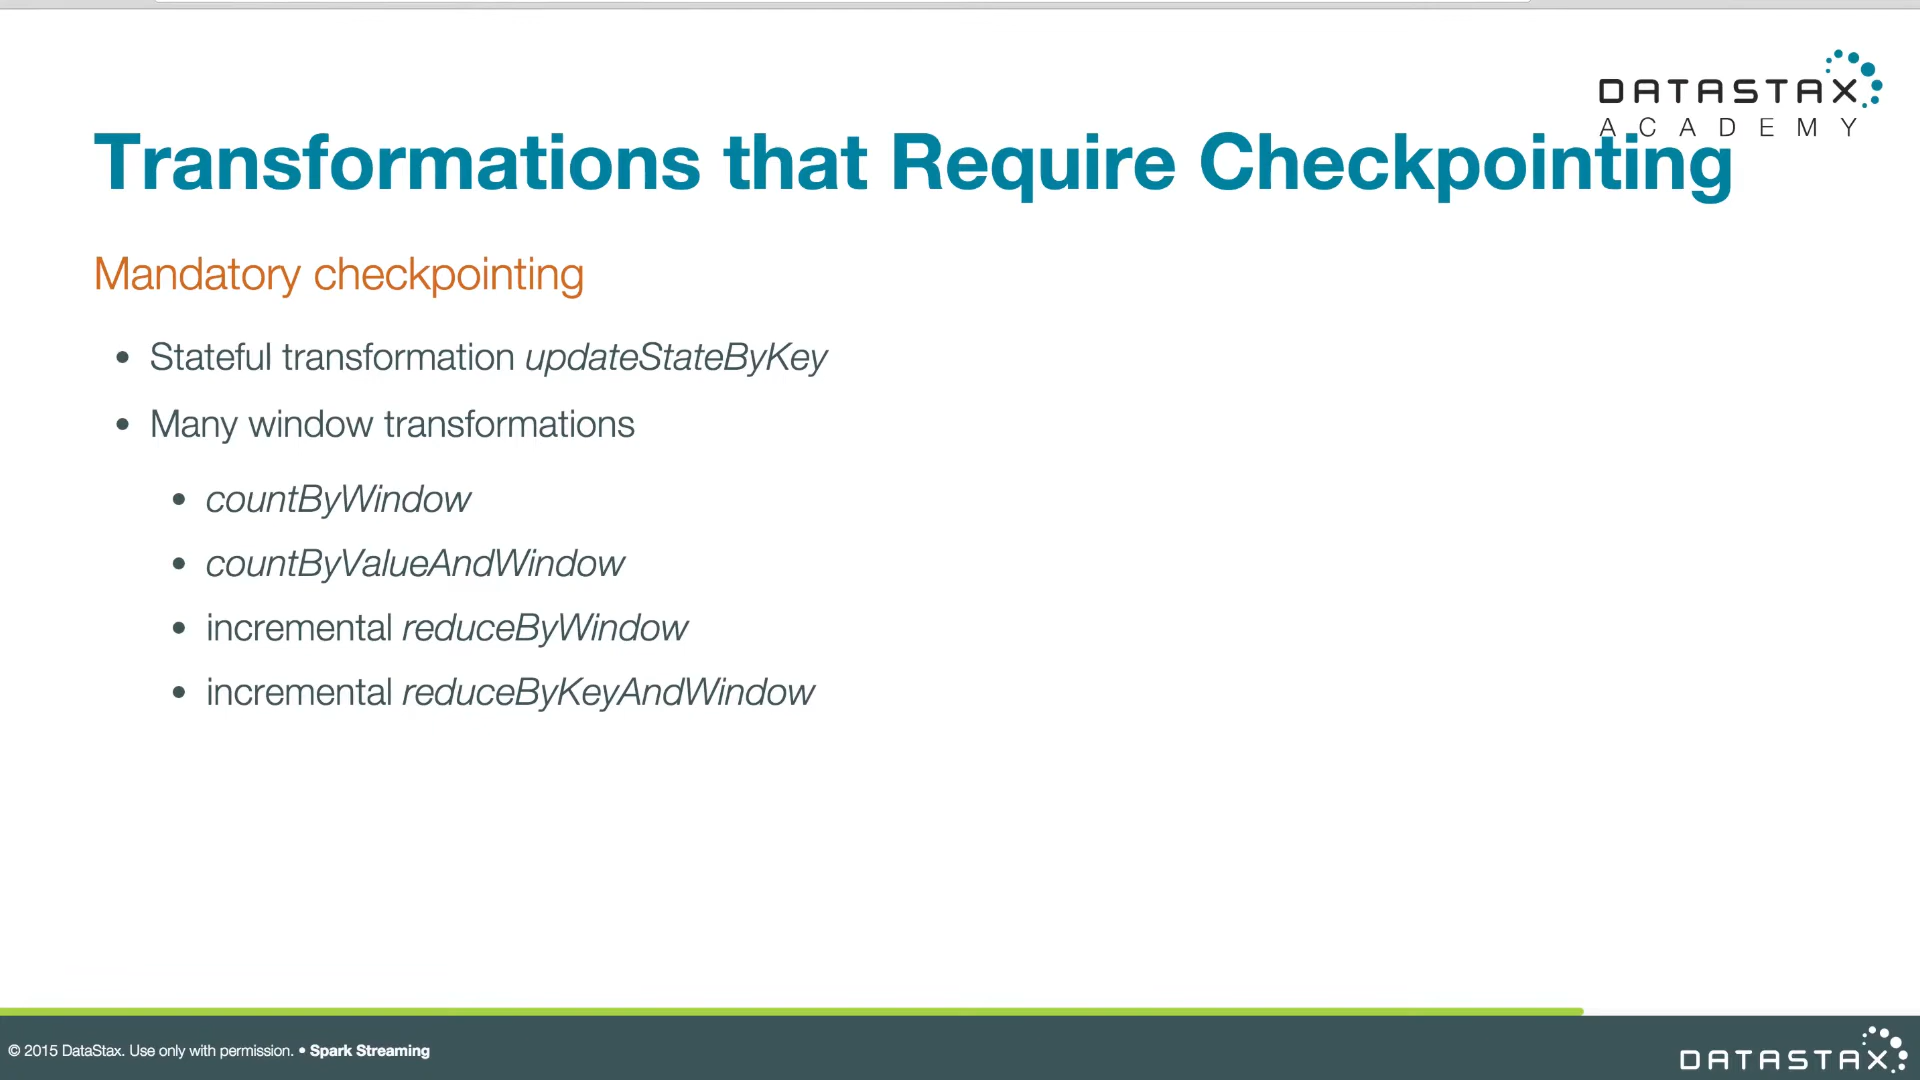 DATASTAX
ACADEMY
Transformations that Require Checkpointing
Mandatory checkpointing
• Stateful transformation updateStateByKey
• Many window transformations
• countByWindow
• countByValueAndWindow
• incremental reduceByWindow
• incremental reduceByKeyAndWindow
© 2015 DataStax. Use only with permission. • Spark Streaming
DATASTAX